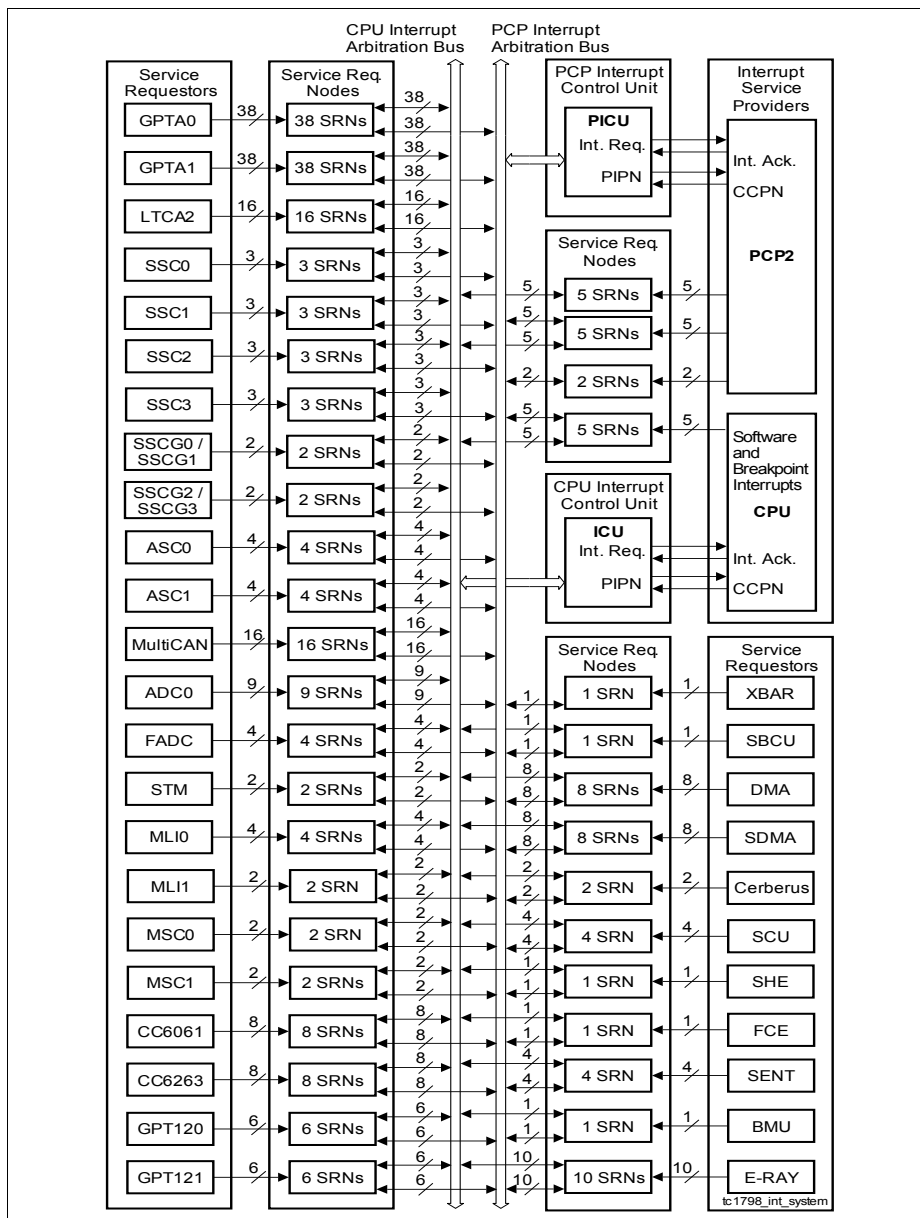 CPU Interrupt
Arbitration Bus
PCP Interrupt
Arbitration Bus
Service
Requestors
Service Req.
Nodes
GPTA0
38
38 SRNs
38
38
GPTA1
38
38 SRNs
38
38
LTCA2
16
16 SRNs
16
16
SSC0
3
3 SRNs
3
3
SSC1
3
3 SRNs
3
3
SSC2
3
3 SRNs
3
3
SSC3
3
3 SRNs
3
3
SSCG0 /
SSCG1
2
2 SRNs
2
2
SSCG2 /
SSCG3
2
2 SRNs
2
2
ASC0
4
4 SRNs
4
4
ASC1
4
4 SRNs
4
4
MultiCAN
16
16 SRNs
16
16
ADC0
9
9 SRNs
9
9
FADC
4
4 SRNs
4
4
STM
2
2 SRNs
2
2
MLI0
4
4 SRNs
4
4
MLI1
2
2 SRN
2
2
MSC0
2
2 SRN
2
2
MSC1
2
2 SRNs
2
2
CC6061
8
8 SRNs
8
8
CC6263
8
8 SRNs
8
8
GPT120
6
6 SRNs
6
6
GPT121
6
6 SRNs
6
6
PCP Interrupt
Control Unit
PICU
Int. Req.
PIPN
Interrupt
Service
Providers
Int. Ack.
CCPN
PCP2
Service Req.
Nodes
5
5 SRNs
5
5
5
5 SRNs
5
2
2 SRNs
2
5
5
5 SRNs
5
Software
and
Breakpoint
Interrupts
CPU
Int. Ack.
CCPN
CPU Interrupt
Control Unit
ICU
Int. Req.
PIPN
Service Req.
Nodes
Service
Requestors
1
1 SRN
1
XBAR
1
1
1 SRN
1
SBCU
8
8
8 SRNs
8
DMA
8
8
8 SRNs
8
SDMA
2
2
2 SRN
2
Cerberus
4
4
4 SRN
4
SCU
1
1
1 SRN
1
SHE
1
1
1 SRN
1
FCE
4
4
4 SRN
4
SENT
1
1
1 SRN
1
BMU
10
10
10 SRNs
10
E-RAY
tc1798_int_system